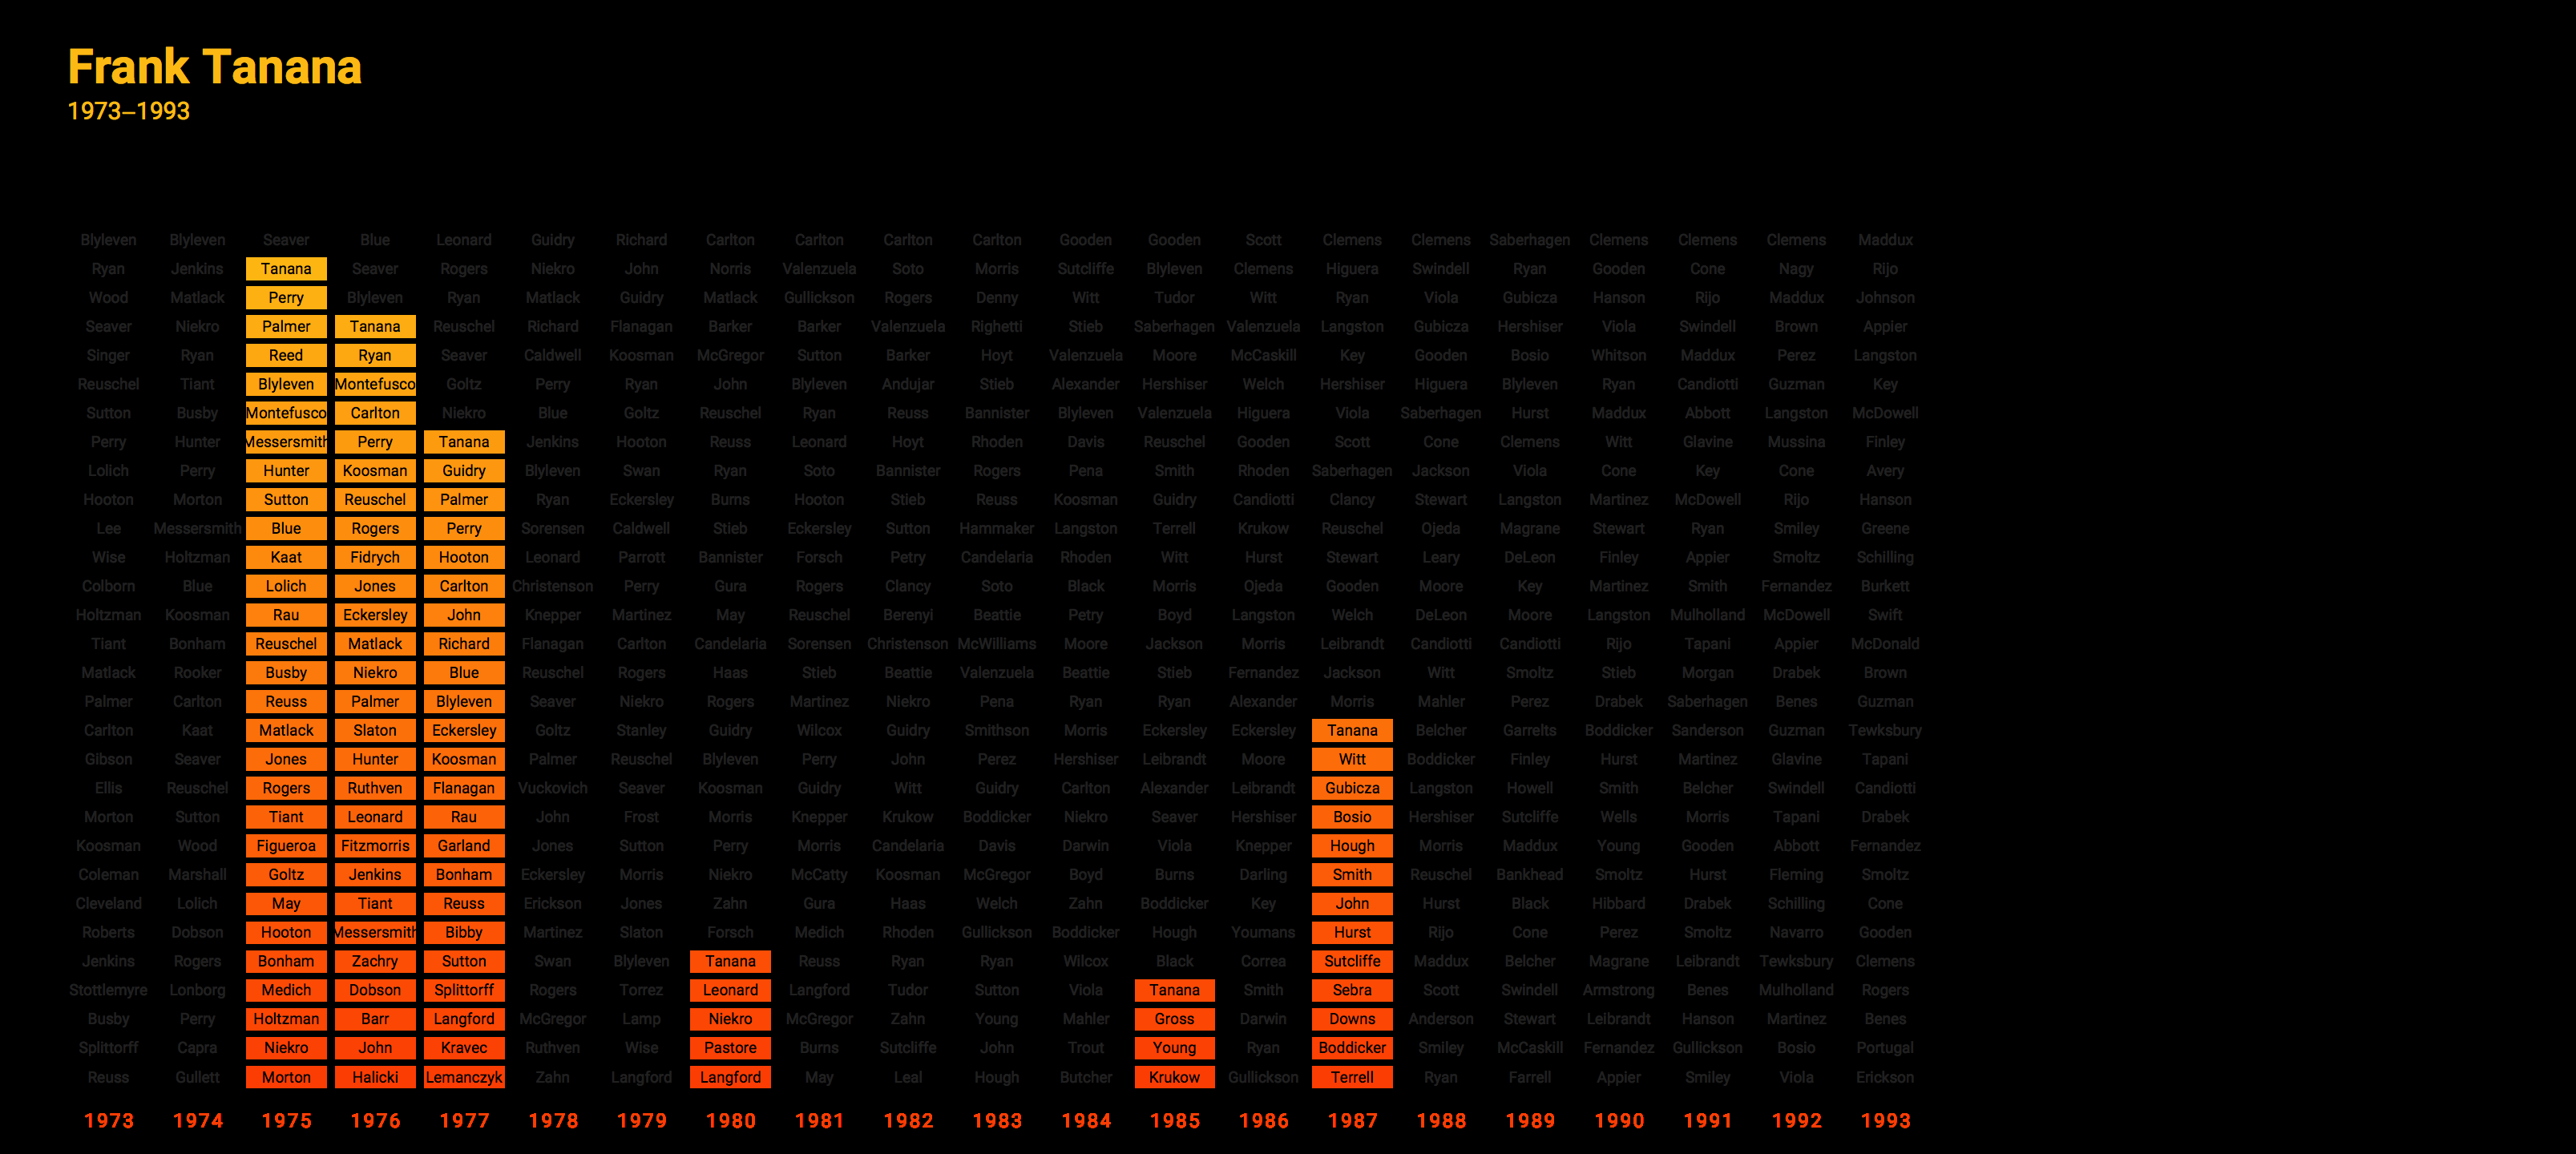 Frank Tanana
1973–1993
Blyleven Blyleven Seaver Blue Leonard Guidry Richard Carlton Carlton Carlton Carlton Gooden Gooden Scott Clemens Clemens Saberhagen Clemens Clemens Clemens Maddux
Ryan Jenkins Tanana Seaver Rogers Niekro John Norris Valenzuela Soto Morris Sutcliffe Blyleven Clemens Higuera Swindell Ryan Gooden Cone Nagy Rijo
Wood Matlack Perry Blyleven Ryan Matlack Guidry Matlack Gullickson Rogers Denny Witt Tudor Witt Ryan Viola Gubicza Hanson Rijo Maddux Johnson
Seaver Niekro Palmer Tanana Reuschel Richard Flanagan Barker Barker Valenzuela Righetti Stieb Saberhagen Valenzuela Langston Gubicza Hershiser Viola Swindell Brown Appier
Singer Ryan Reed Ryan Seaver Caldwell Koosman McGregor Sutton Barker Hoyt Valenzuela Moore McCaskill Key Gooden Bosio Whitson Maddux Perez Langston
Reuschel Tiant Blyleven Montefusco Goltz Perry Ryan John Blyleven Andujar Stieb Alexander Hershiser Welch Hershiser Higuera Blyleven Ryan Candiotti Guzman Key
Sutton Busby Montefusco Carlton Niekro Blue Goltz Reuschel Ryan Reuss Bannister Blyleven Valenzuela Higuera Viola Saberhagen Hurst Maddux Abbott Langston McDowell
Perry Hunter Messersmith Perry Tanana Jenkins Hooton Reuss Leonard Hoyt Rhoden Davis Reuschel Gooden Scott Cone Clemens Witt Glavine Mussina Finley
Lolich Perry Hunter Koosman Guidry Blyleven Swan Ryan Soto Bannister Rogers Pena Smith Rhoden Saberhagen Jackson Viola Cone Key Cone Avery
Hooton Morton Sutton Reuschel Palmer Ryan Eckersley Burns Hooton Stieb Reuss Koosman Guidry Candiotti Clancy Stewart Langston Martinez McDowell Rijo Hanson
Lee Messersmith Blue Rogers Perry Sorensen Caldwell Stieb Eckersley Sutton Hammaker Langston Terrell Krukow Reuschel Ojeda Magrane Stewart Ryan Smiley Greene
Wise Holtzman Kaat Fidrych Hooton Leonard Parrott Bannister Forsch Petry Candelaria Rhoden Witt Hurst Stewart Leary DeLeon Finley Appier Smoltz Schilling
Colborn Blue Lolich Jones Carlton Christenson Perry Gura Rogers Clancy Soto Black Morris Ojeda Gooden Moore Key Martinez Smith Fernandez Burkett
Holtzman Koosman Rau Eckersley John Knepper Martinez May Reuschel Berenyi Beattie Petry Boyd Langston Welch DeLeon Moore Langston Mulholland McDowell Swift
Tiant Bonham Reuschel Matlack Richard Flanagan Carlton Candelaria Sorensen Christenson McWilliams Moore Jackson Morris Leibrandt Candiotti Candiotti Rijo Tapani Appier McDonald
Matlack Rooker Busby Niekro Blue Reuschel Rogers Haas Stieb Beattie Valenzuela Beattie Stieb Fernandez Jackson Witt Smoltz Stieb Morgan Drabek Brown
Palmer Carlton Reuss Palmer Blyleven Seaver Niekro Rogers Martinez Niekro Pena Ryan Ryan Alexander Morris Mahler Perez Drabek Saberhagen Benes Guzman
Carlton Kaat Matlack Slaton Eckersley Goltz Stanley Guidry Wilcox Guidry Smithson Morris Eckersley Eckersley Tanana Belcher Garrelts Boddicker Sanderson Guzman Tewksbury
Gibson Seaver Jones Hunter Koosman Palmer Reuschel Blyleven Perry John Perez Hershiser Leibrandt Moore Witt Boddicker Finley Hurst Martinez Glavine Tapani
Ellis Reuschel Rogers Ruthven Flanagan Vuckovich Seaver Koosman Guidry Witt Guidry Carlton Alexander Leibrandt Gubicza Langston Howell Smith Belcher Swindell Candiotti
Morton Sutton Tiant Leonard Rau John Frost Morris Knepper Krukow Boddicker Niekro Seaver Hershiser Bosio Hershiser Sutcliffe Wells Morris Tapani Drabek
Koosman Wood Figueroa Fitzmorris Garland Jones Sutton Perry Morris Candelaria Davis Darwin Viola Knepper Hough Morris Maddux Young Gooden Abbott Fernandez
Coleman Marshall Goltz Jenkins Bonham Eckersley Morris Niekro McCatty Koosman McGregor Boyd Burns Darling Smith Reuschel Bankhead Smoltz Hurst Fleming Smoltz
Cleveland Lolich May Tiant Reuss Erickson Jones Zahn Gura Haas Welch Zahn Boddicker Key John Hurst Black Hibbard Drabek Schilling Cone
Roberts Dobson Hooton Messersmith Bibby Martinez Slaton Forsch Medich Rhoden Gullickson Boddicker Hough Youmans Hurst Rijo Cone Perez Smoltz Navarro Gooden
Jenkins Rogers Bonham Zachry Sutton Swan Blyleven Tanana Reuss Ryan Ryan Wilcox Black Correa Sutcliffe Maddux Belcher Magrane Leibrandt Tewksbury Clemens
Stottlemyre Lonborg Medich Dobson Splittorff Rogers Torrez Leonard Langford Tudor Sutton Viola Tanana Smith Sebra Scott Swindell Armstrong Benes Mulholland Rogers
Busby Perry Holtzman Barr Langford McGregor Lamp Niekro McGregor Zahn Young Mahler Gross Darwin Downs Anderson Stewart Leibrandt Hanson Martinez Benes
Splittorff Capra Niekro John Kravec Ruthven Wise Pastore Burns Sutcliffe John Trout Young Ryan Boddicker Smiley McCaskill Fernandez Gullickson Bosio Portugal
Reuss Gullett Morton Halicki Lemanczyk Zahn Langford Langford May Leal Hough Butcher Krukow Gullickson Terrell Ryan Farrell Appier Smiley Viola Erickson
1973 1974 1975 1976 1977 1978 1979 1980 1981 1982 1983 1984 1985 1986 1987 1988 1989 1990 1991 1992 1993